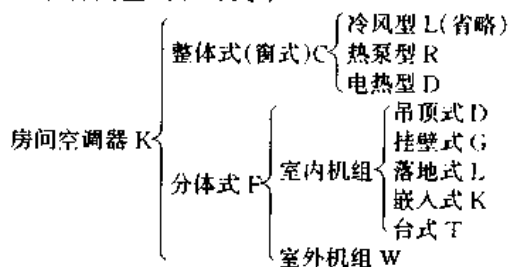 冷风型 L(省略)
整体式(窗式)C 热泵型 R
电热型 D
房间空调器 K
吊顶式 D
挂壁式 G
分体式 F 室内机组 落地式 L
嵌入式 K
台式 T
室外机组 W